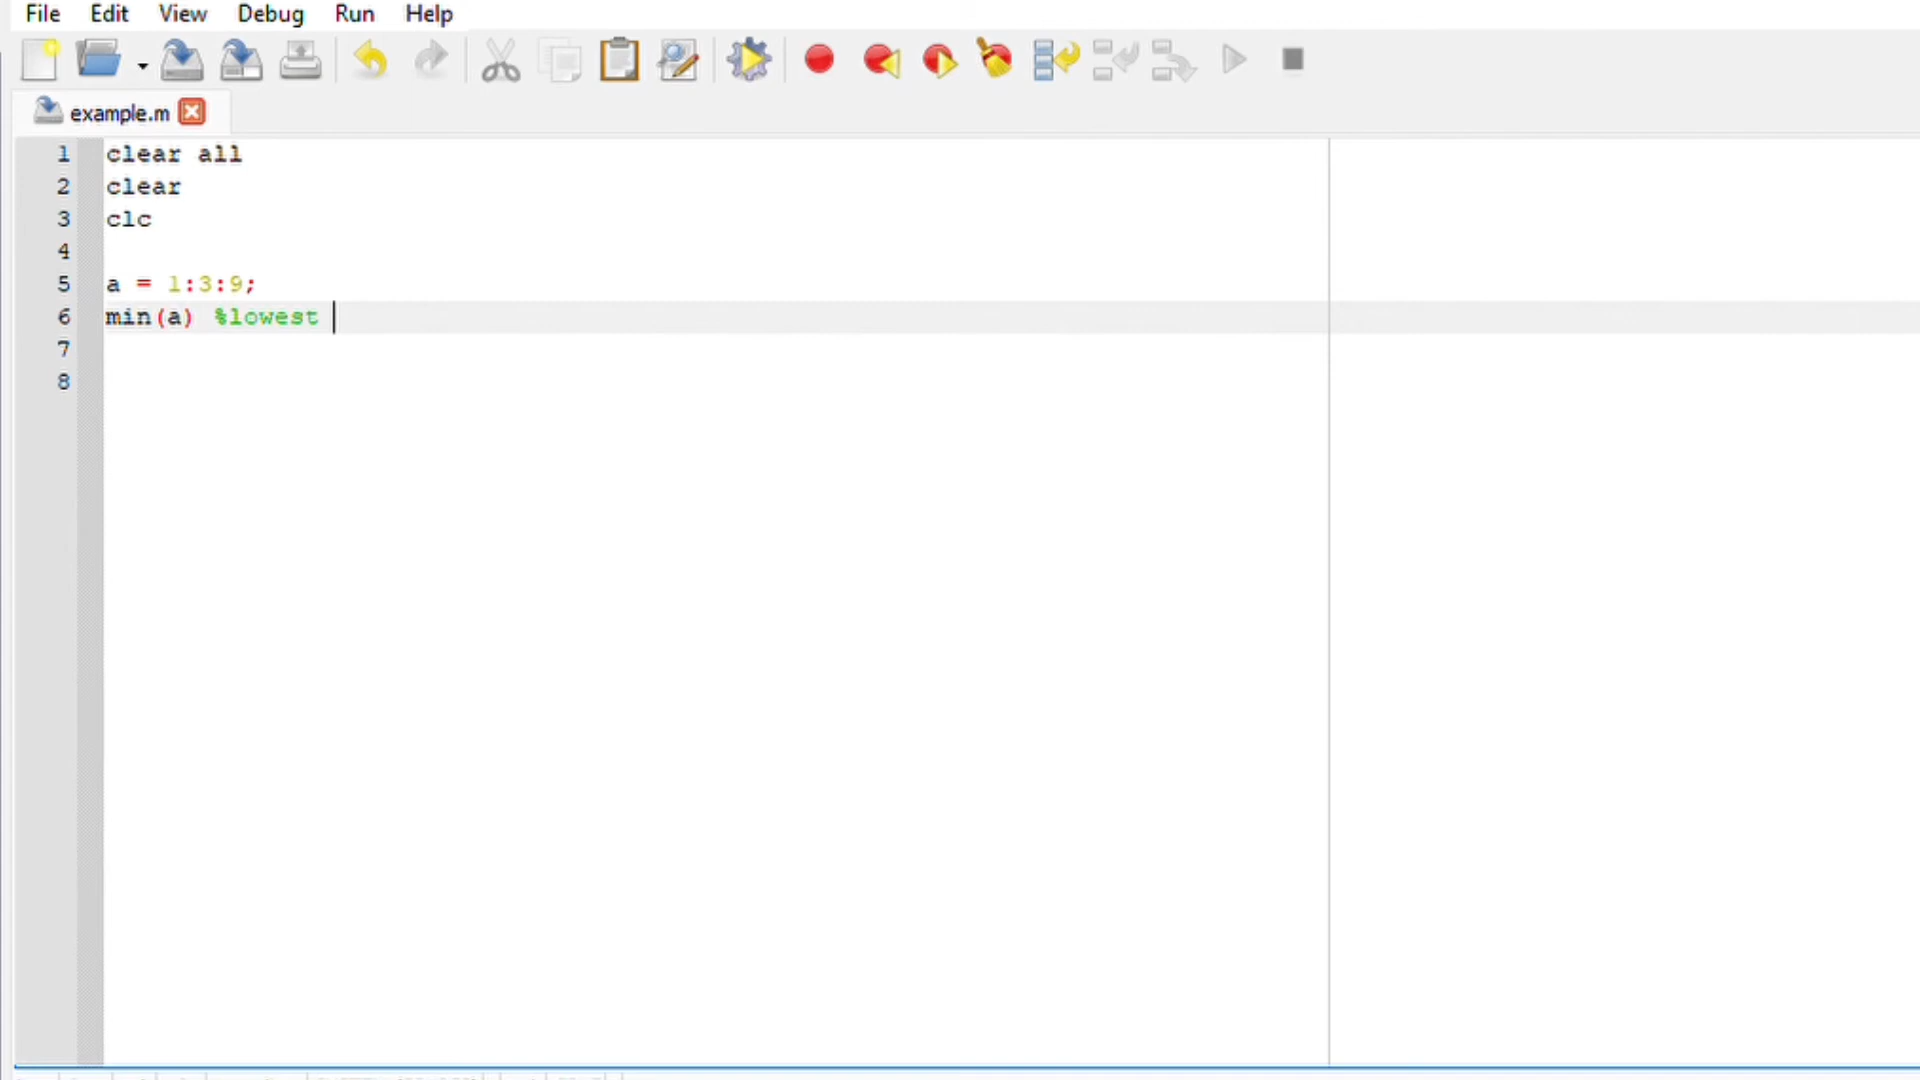 File Edit View Debug Run Help
example.m
1 clear all
2 clear
3 clc
4
5 a = 1:3:9;
6 min(a) %lowest
7
8